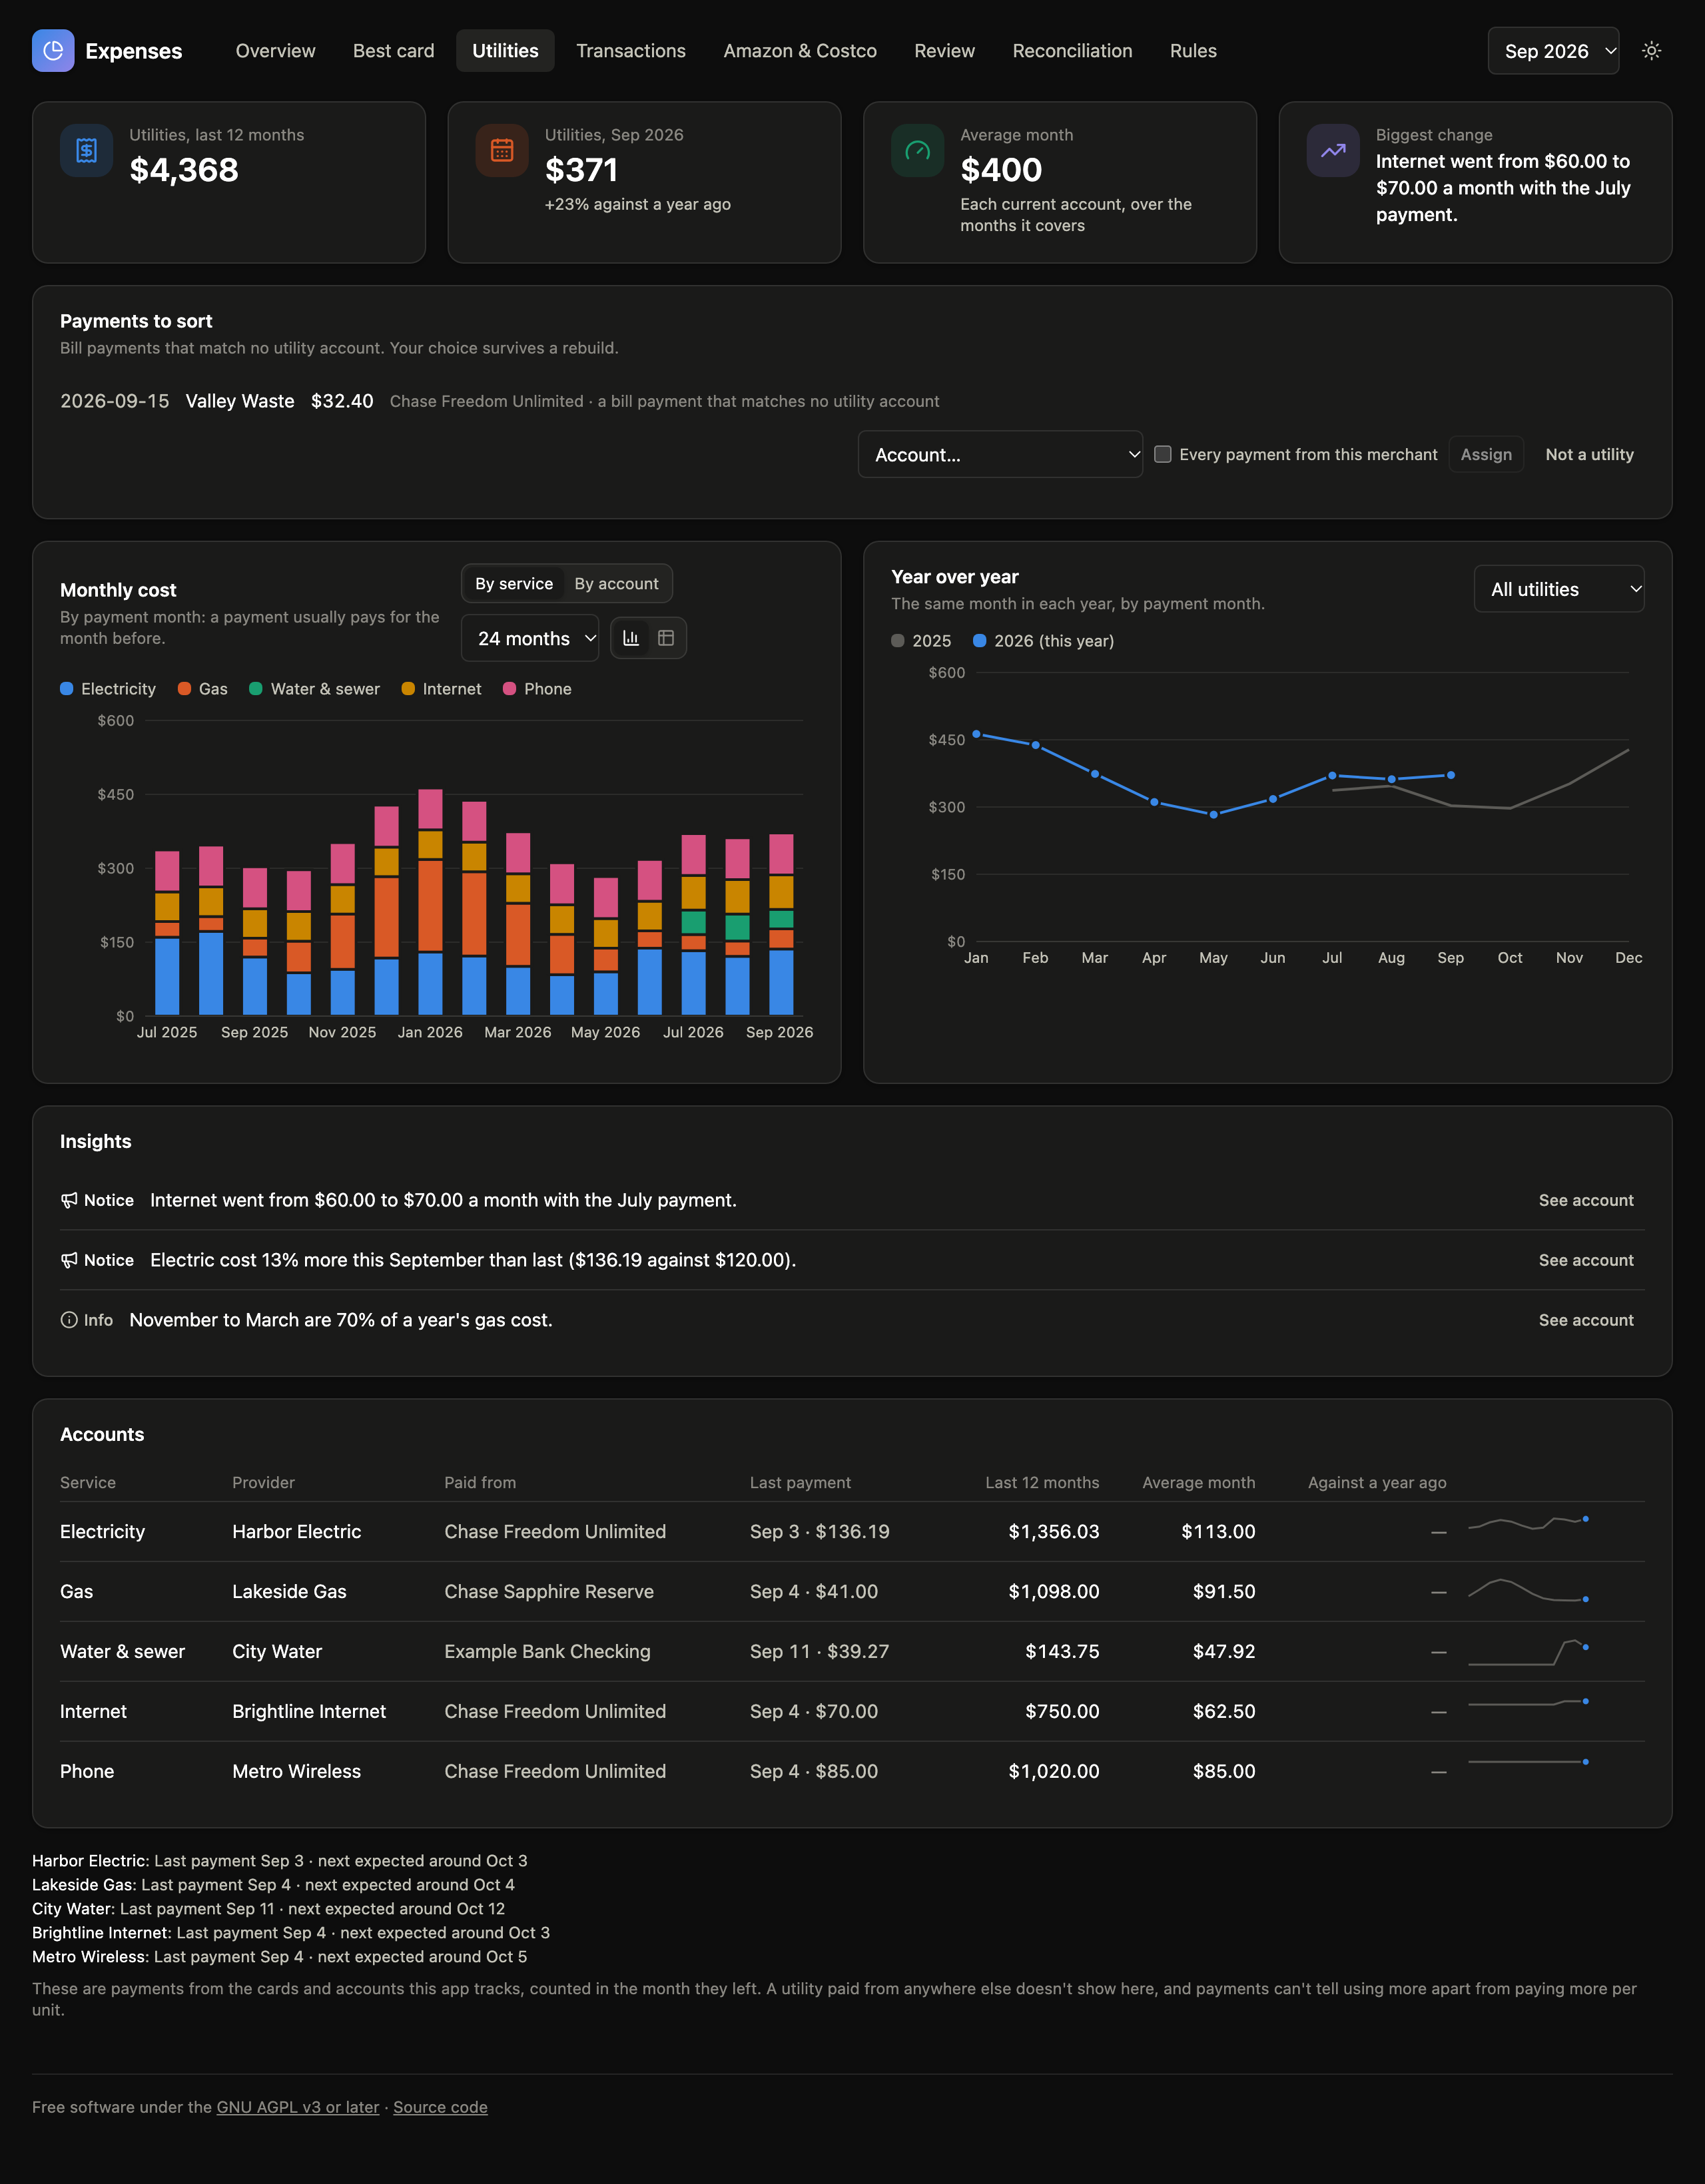 Expenses
Overview
Best card
Utilities
Transactions
Amazon & Costco
Review
Reconciliation
Rules
Sep 2026
Utilities, last 12 months
$4,368
Utilities, Sep 2026
$371
+23% against a year ago
Average month
$400
Each current account, over the
months it covers
Biggest change
Internet went from $60.00 to
$70.00 a month with the July
payment.
Payments to sort
Bill payments that match no utility account. Your choice survives a rebuild.
2026-09-15 Valley Waste $32.40 Chase Freedom Unlimited · a bill payment that matches no utility account
Account... Every payment from this merchant Assign Not a utility
Monthly cost
By payment month: a payment usually pays for the
month before.
By service By account
24 months
Electricity Gas Water & sewer Internet Phone
$600
$450
$300
$150
$0
Jul 2025 Sep 2025 Nov 2025 Jan 2026 Mar 2026 May 2026 Jul 2026 Sep 2026
Year over year
The same month in each year, by payment month.
All utilities
2025 2026 (this year)
$600
$450
$300
$150
$0
Jan Feb Mar Apr May Jun Jul Aug Sep Oct Nov Dec
Insights
Notice Internet went from $60.00 to $70.00 a month with the July payment. See account
Notice Electric cost 13% more this September than last ($136.19 against $120.00). See account
Info November to March are 70% of a year's gas cost. See account
Accounts
Service Provider Paid from Last payment Last 12 months Average month Against a year ago
Electricity Harbor Electric Chase Freedom Unlimited Sep 3 · $136.19 $1,356.03 $113.00 —
Gas Lakeside Gas Chase Sapphire Reserve Sep 4 · $41.00 $1,098.00 $91.50 —
Water & sewer City Water Example Bank Checking Sep 11 · $39.27 $143.75 $47.92 —
Internet Brightline Internet Chase Freedom Unlimited Sep 4 · $70.00 $750.00 $62.50 —
Phone Metro Wireless Chase Freedom Unlimited Sep 4 · $85.00 $1,020.00 $85.00 —
Harbor Electric: Last payment Sep 3 · next expected around Oct 3
Lakeside Gas: Last payment Sep 4 · next expected around Oct 4
City Water: Last payment Sep 11 · next expected around Oct 12
Brightline Internet: Last payment Sep 4 · next expected around Oct 3
Metro Wireless: Last payment Sep 4 · next expected around Oct 5
These are payments from the cards and accounts this app tracks, counted in the month they left. A utility paid from anywhere else doesn't show here, and payments can't tell using more apart from paying more per
unit.
Free software under the GNU AGPL v3 or later · Source code